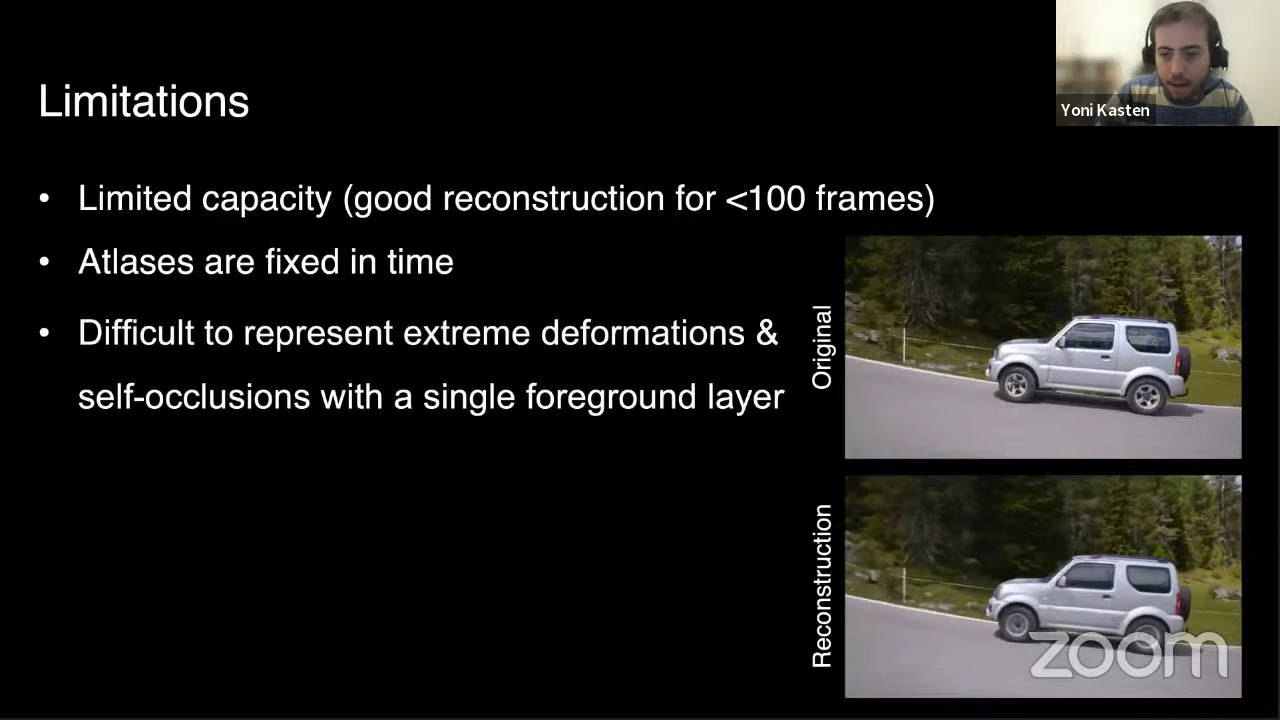 Yoni Kasten
Limitations
• Limited capacity (good reconstruction for <100 frames)
• Atlases are fixed in time
• Difficult to represent extreme deformations &
self-occlusions with a single foreground layer
Original
Reconstruction
zoom